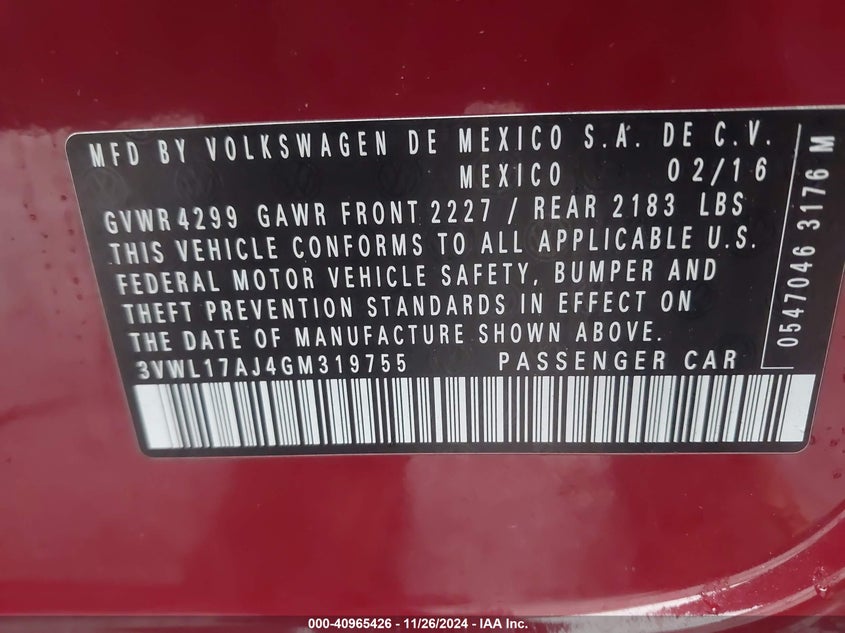 MFD BY VOLKSWAGEN DE MEXICO S.A. DE C.V.
MEXICO 02/16
GVWR 4299 GAWR FRONT 2227 / REAR 2183 LBS
THIS VEHICLE CONFORMS TO ALL APPLICABLE U.S.
FEDERAL MOTOR VEHICLE SAFETY, BUMPER AND
THEFT PREVENTION STANDARDS IN EFFECT ON
THE DATE OF MANUFACTURE SHOWN ABOVE.
3VWL17AJ4GM319755 PASSENGER CAR
0547046 3176 M
000-40965426 - 11/26/2024 - IAA Inc.